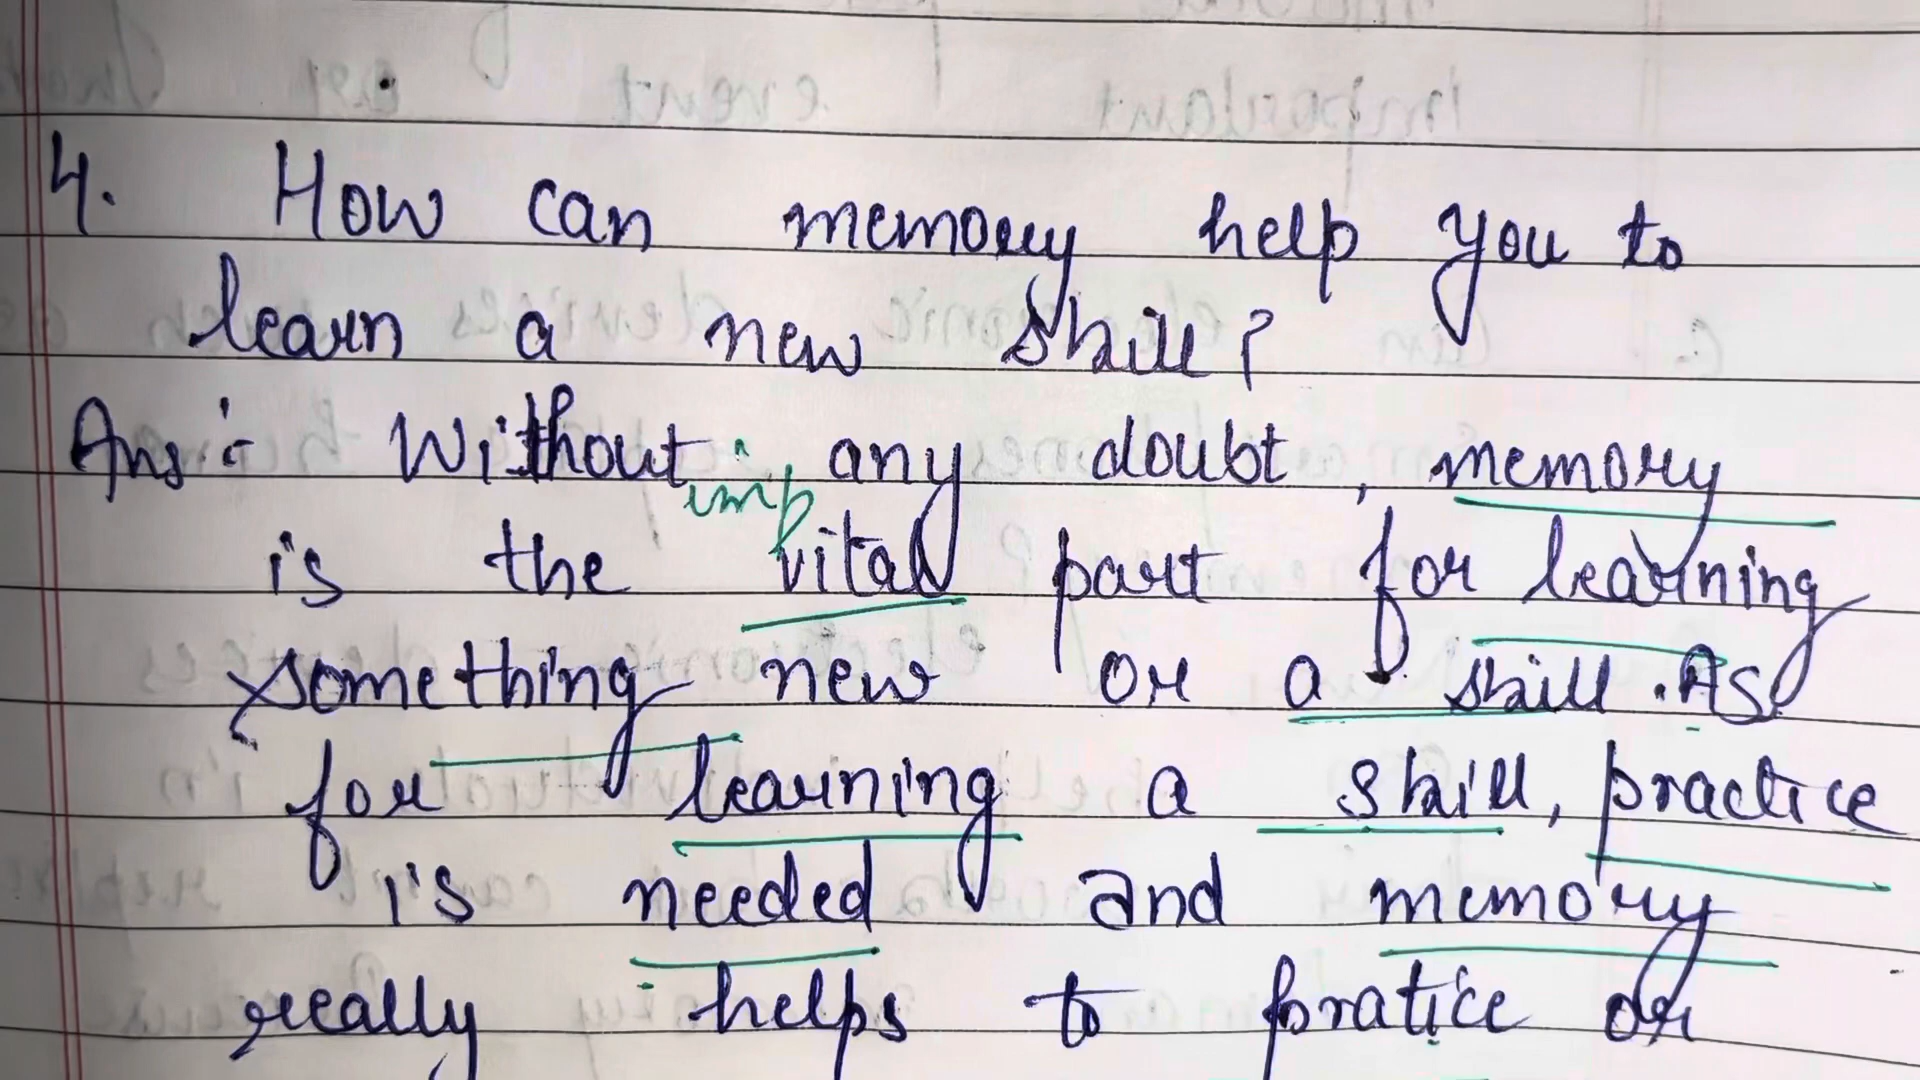 4. How can memory help you to
learn a new skill?
Ans:- Without any doubt, memory
imp
is the vital part for learning
something new or a skill. As
for learning a skill, practice
is needed and memory
really helps to pratice or